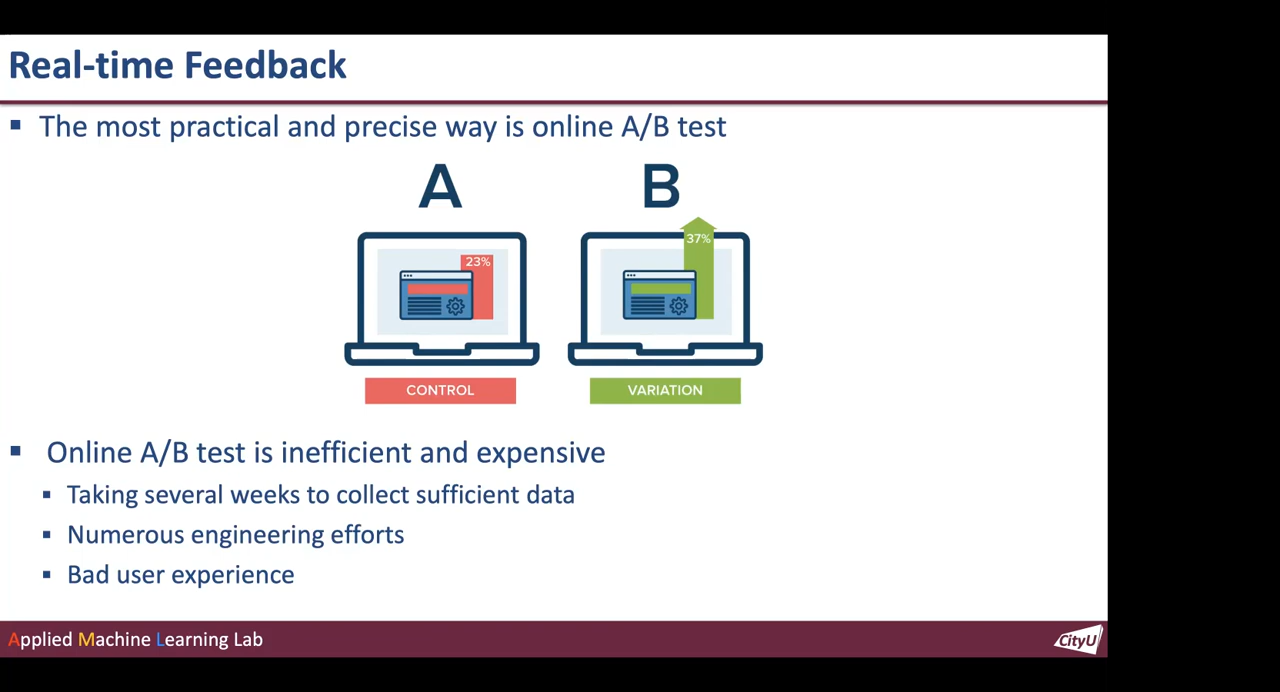 Real-time Feedback
▪ The most practical and precise way is online A/B test
A B
23%
37%
CONTROL
VARIATION
▪ Online A/B test is inefficient and expensive
▪ Taking several weeks to collect sufficient data
▪ Numerous engineering efforts
▪ Bad user experience
Applied Machine Learning Lab
CityU